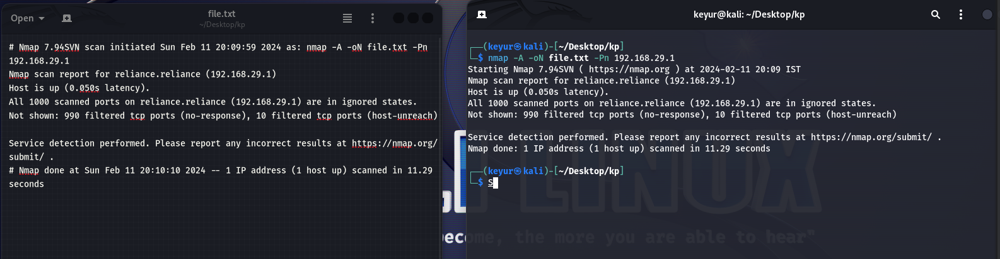 Open
file.txt
~/Desktop/kp
# Nmap 7.94SVN scan initiated Sun Feb 11 20:09:59 2024 as: nmap -A -oN file.txt -Pn
192.168.29.1
Nmap scan report for reliance.reliance (192.168.29.1)
Host is up (0.050s latency).
All 1000 scanned ports on reliance.reliance (192.168.29.1) are in ignored states.
Not shown: 990 filtered tcp ports (no-response), 10 filtered tcp ports (host-unreach)
Service detection performed. Please report any incorrect results at https://nmap.org/
submit/ .
# Nmap done at Sun Feb 11 20:10:10 2024 -- 1 IP address (1 host up) scanned in 11.29
seconds
keyur@kali: ~/Desktop/kp
┌──(keyur㉿kali)-[~/Desktop/kp]
└─$ nmap -A -oN file.txt -Pn 192.168.29.1
Starting Nmap 7.94SVN ( https://nmap.org ) at 2024-02-11 20:09 IST
Nmap scan report for reliance.reliance (192.168.29.1)
Host is up (0.050s latency).
All 1000 scanned ports on reliance.reliance (192.168.29.1) are in ignored states.
Not shown: 990 filtered tcp ports (no-response), 10 filtered tcp ports (host-unreach)
Service detection performed. Please report any incorrect results at https://nmap.org/submit/ .
Nmap done: 1 IP address (1 host up) scanned in 11.29 seconds
┌──(keyur㉿kali)-[~/Desktop/kp]
└─$ S
LINUX
ecome, the more you are able to hear"